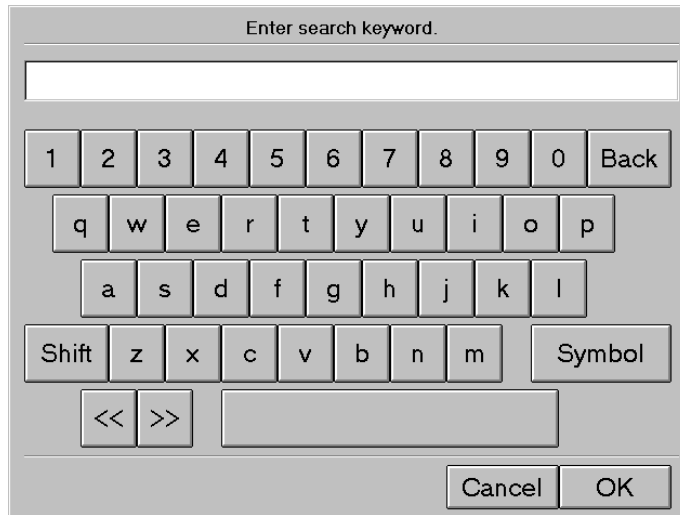 Enter search keyword.
1 2 3 4 5 6 7 8 9 0 Back
q w e r t y u i o p
a s d f g h j k l
Shift z x c v b n m Symbol
<< >>
Cancel OK